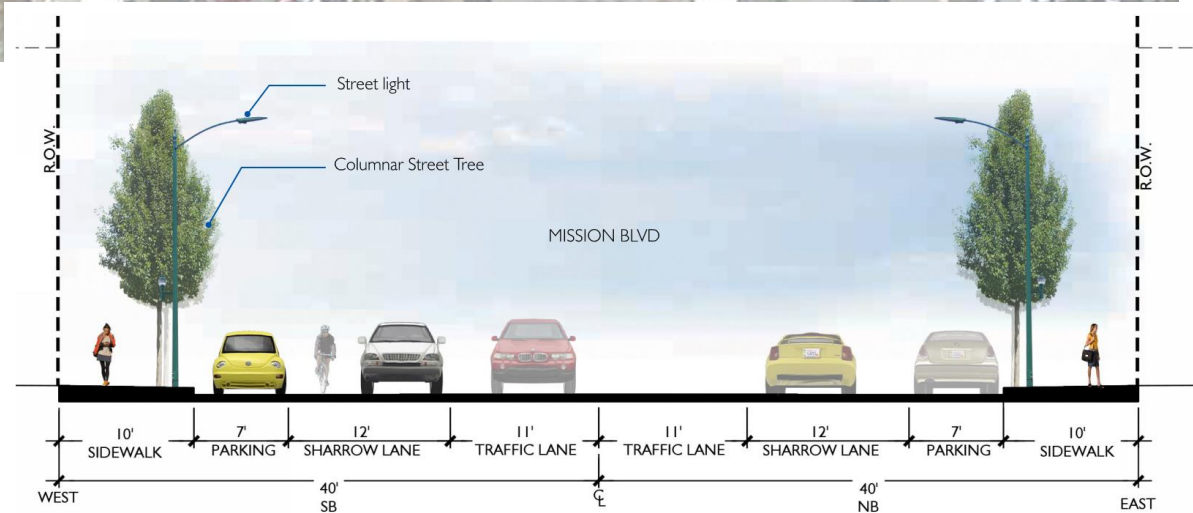 Street light
Columnar Street Tree
R.O.W.
R.O.W.
MISSION BLVD
10' 7' 12' 11' 11' 12' 7' 10'
SIDEWALK PARKING SHARROW LANE TRAFFIC LANE TRAFFIC LANE SHARROW LANE PARKING SIDEWALK
40' 40'
WEST SB ℄ NB EAST